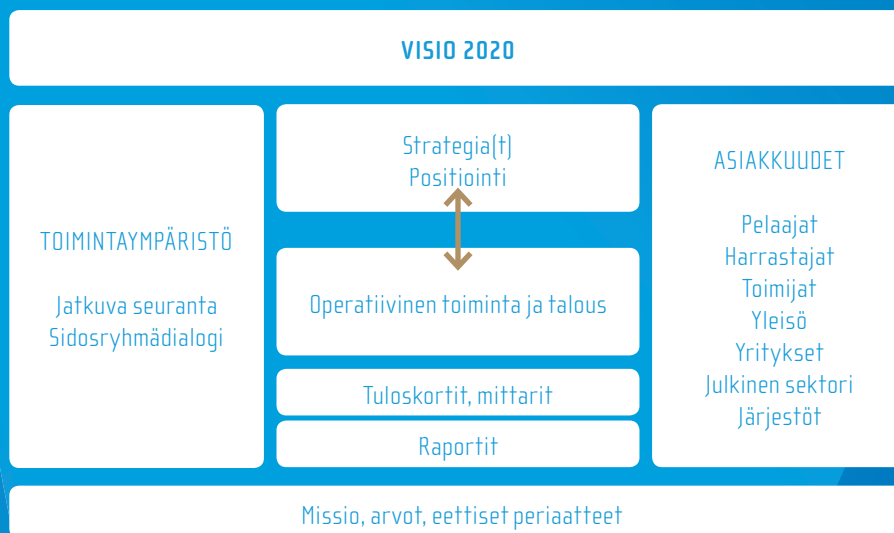 VISIO 2020
TOIMINTAYMPÄRISTÖ
Jatkuva seuranta
Sidosryhmädialogi
Strategia(t)
Positiointi
Operatiivinen toiminta ja talous
Tuloskortit, mittarit
Raportit
ASIAKKUUDET
Pelaajat
Harrastajat
Toimijat
Yleisö
Yritykset
Julkinen sektori
Järjestöt
Missio, arvot, eettiset periaatteet